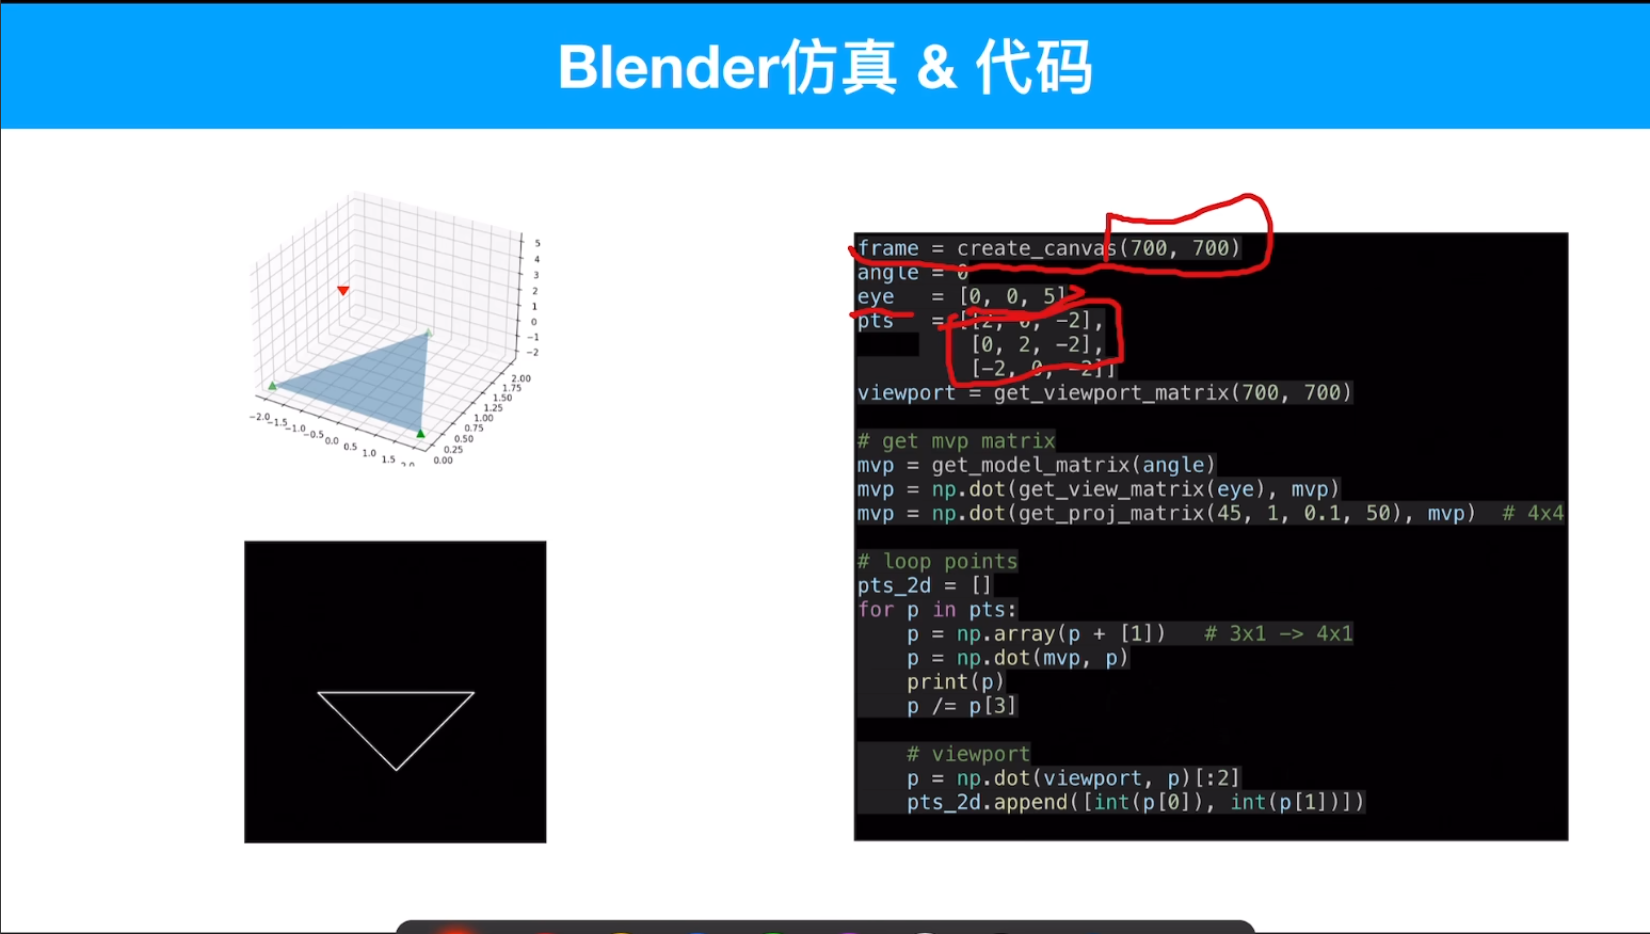 Blender仿真 & 代码
5
4
3
2
1
0
−1
−2
2.00
1.75
1.50
1.25
1.00
0.75
0.50
0.25
0.00
−2.0
−1.5
−1.0
−0.5
0.0
0.5
1.0
1.5
frame = create_canvas(700, 700)
angle = 0
eye = [0, 0, 5]
pts = [[2, 0, -2],
[0, 2, -2],
[-2, 0, -2]]
viewport = get_viewport_matrix(700, 700)
# get mvp matrix
mvp = get_model_matrix(angle)
mvp = np.dot(get_view_matrix(eye), mvp)
mvp = np.dot(get_proj_matrix(45, 1, 0.1, 50), mvp) # 4x4
# loop points
pts_2d = []
for p in pts:
p = np.array(p + [1]) # 3x1 -> 4x1
p = np.dot(mvp, p)
print(p)
p /= p[3]
# viewport
p = np.dot(viewport, p)[:2]
pts_2d.append([int(p[0]), int(p[1])])